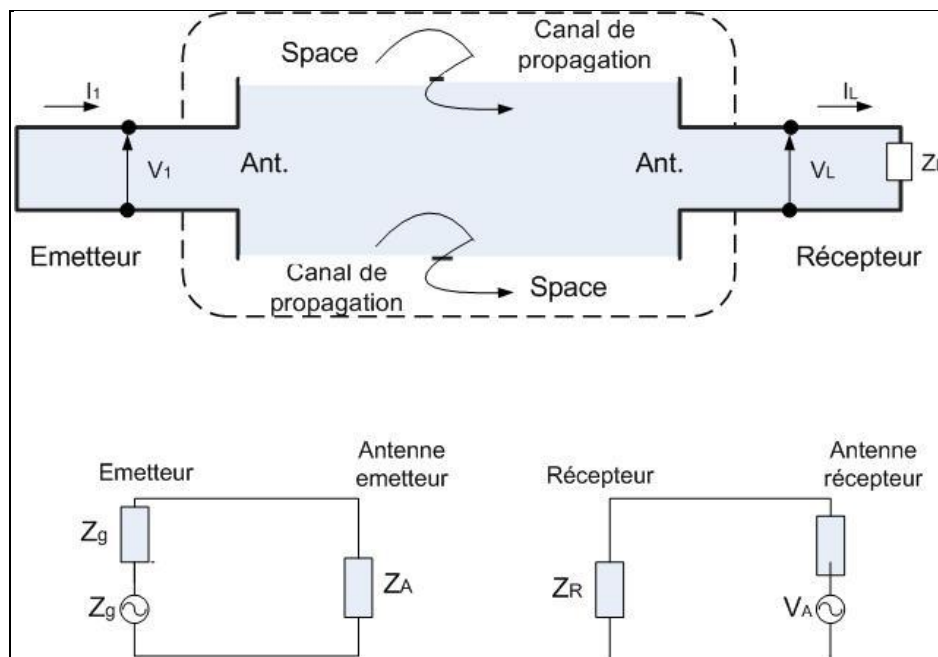 Space
Canal de
propagation
I1
IL
V1
Ant.
Ant.
VL
Emetteur
Récepteur
Canal de
propagation
Space
Emetteur
Antenne
emetteur
Récepteur
Antenne
récepteur
Zg
ZA
ZR
Zg
VA